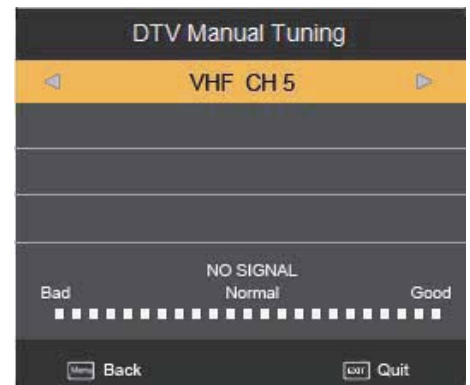 DTV Manual Tuning
VHF CH 5
NO SIGNAL
Bad Normal Good
Menu Back EXIT Quit